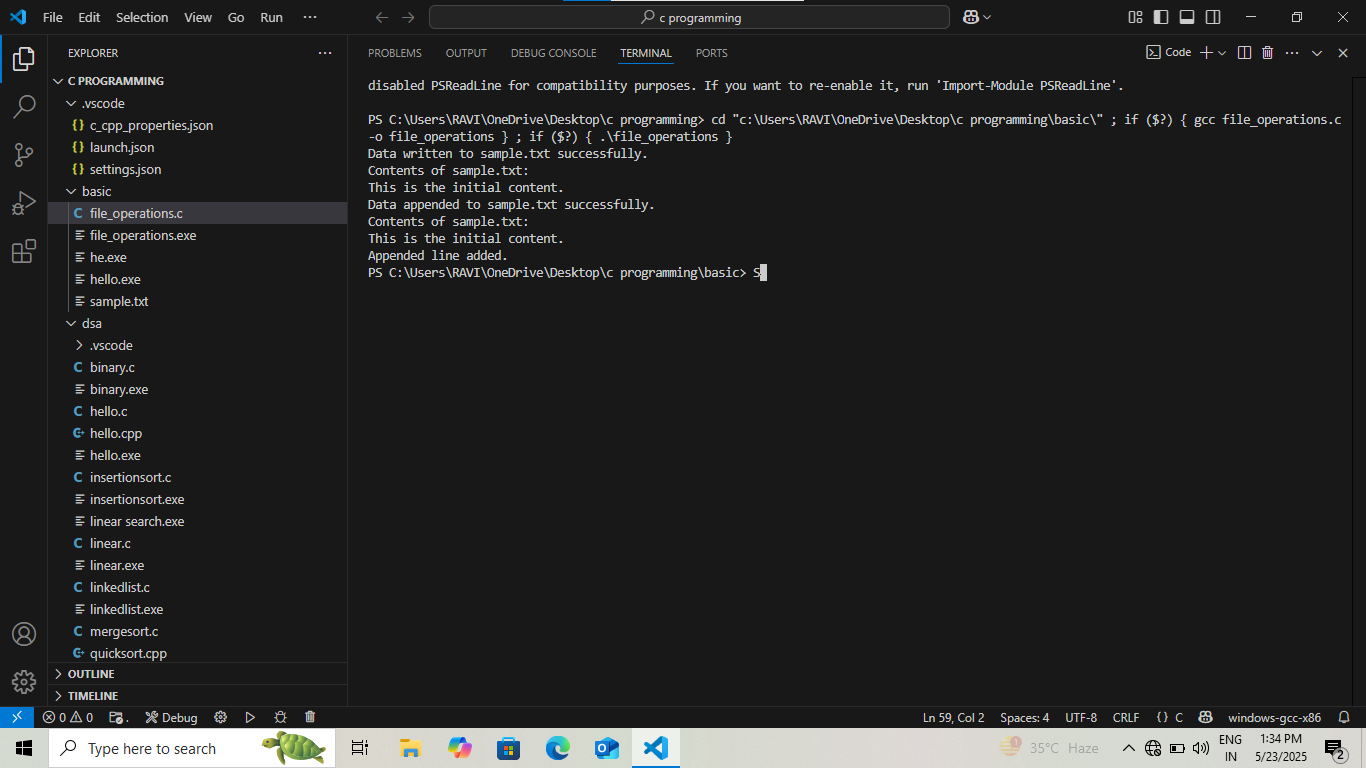 File Edit Selection View Go Run ···
c programming
EXPLORER ···
C PROGRAMMING
.vscode
{} c_cpp_properties.json
{} launch.json
{} settings.json
basic
C file_operations.c
file_operations.exe
he.exe
hello.exe
sample.txt
dsa
.vscode
C binary.c
binary.exe
C hello.c
hello.cpp
hello.exe
C insertionsort.c
insertionsort.exe
linear search.exe
C linear.c
linear.exe
C linkedlist.c
linkedlist.exe
C mergesort.c
quicksort.cpp
OUTLINE
TIMELINE
PROBLEMS OUTPUT DEBUG CONSOLE TERMINAL PORTS
Code
disabled PSReadLine for compatibility purposes. If you want to re-enable it, run 'Import-Module PSReadLine'.
PS C:\Users\RAVI\OneDrive\Desktop\c programming> cd "c:\Users\RAVI\OneDrive\Desktop\c programming\basic\" ; if ($?) { gcc file_operations.c
-o file_operations } ; if ($?) { .\file_operations }
Data written to sample.txt successfully.
Contents of sample.txt:
This is the initial content.
Data appended to sample.txt successfully.
Contents of sample.txt:
This is the initial content.
Appended line added.
PS C:\Users\RAVI\OneDrive\Desktop\c programming\basic> S
0 0 . Debug
Ln 59, Col 2 Spaces: 4 UTF-8 CRLF {} C windows-gcc-x86
Type here to search
35°C Haze
ENG
IN
1:34 PM
5/23/2025
2